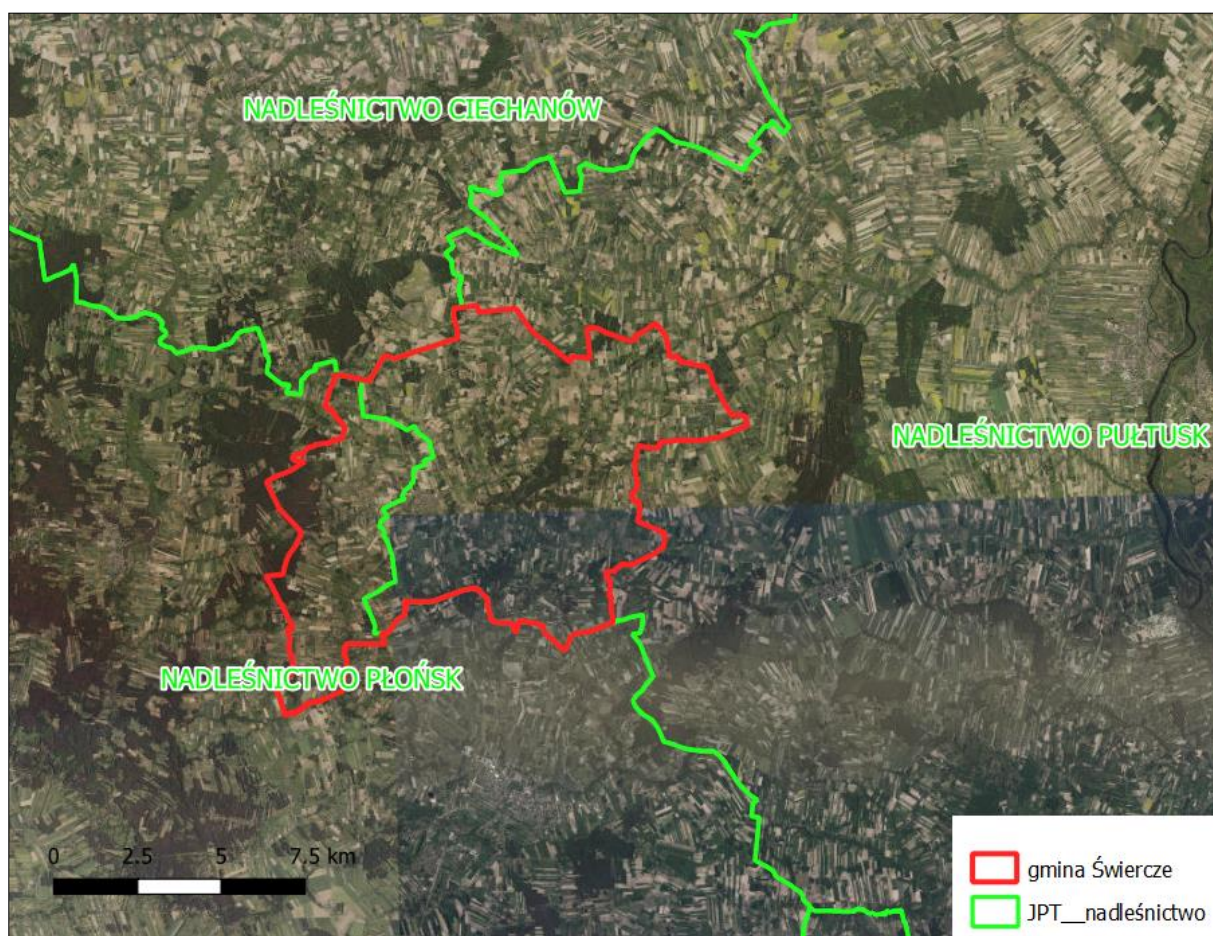 NADLEŚNICTWO CIECHANÓW
NADLEŚNICTWO PUŁTUSK
NADLEŚNICTWO PŁOŃSK
0 2.5 5 7.5 km
gmina Świercze
JPT__nadleśnictwo